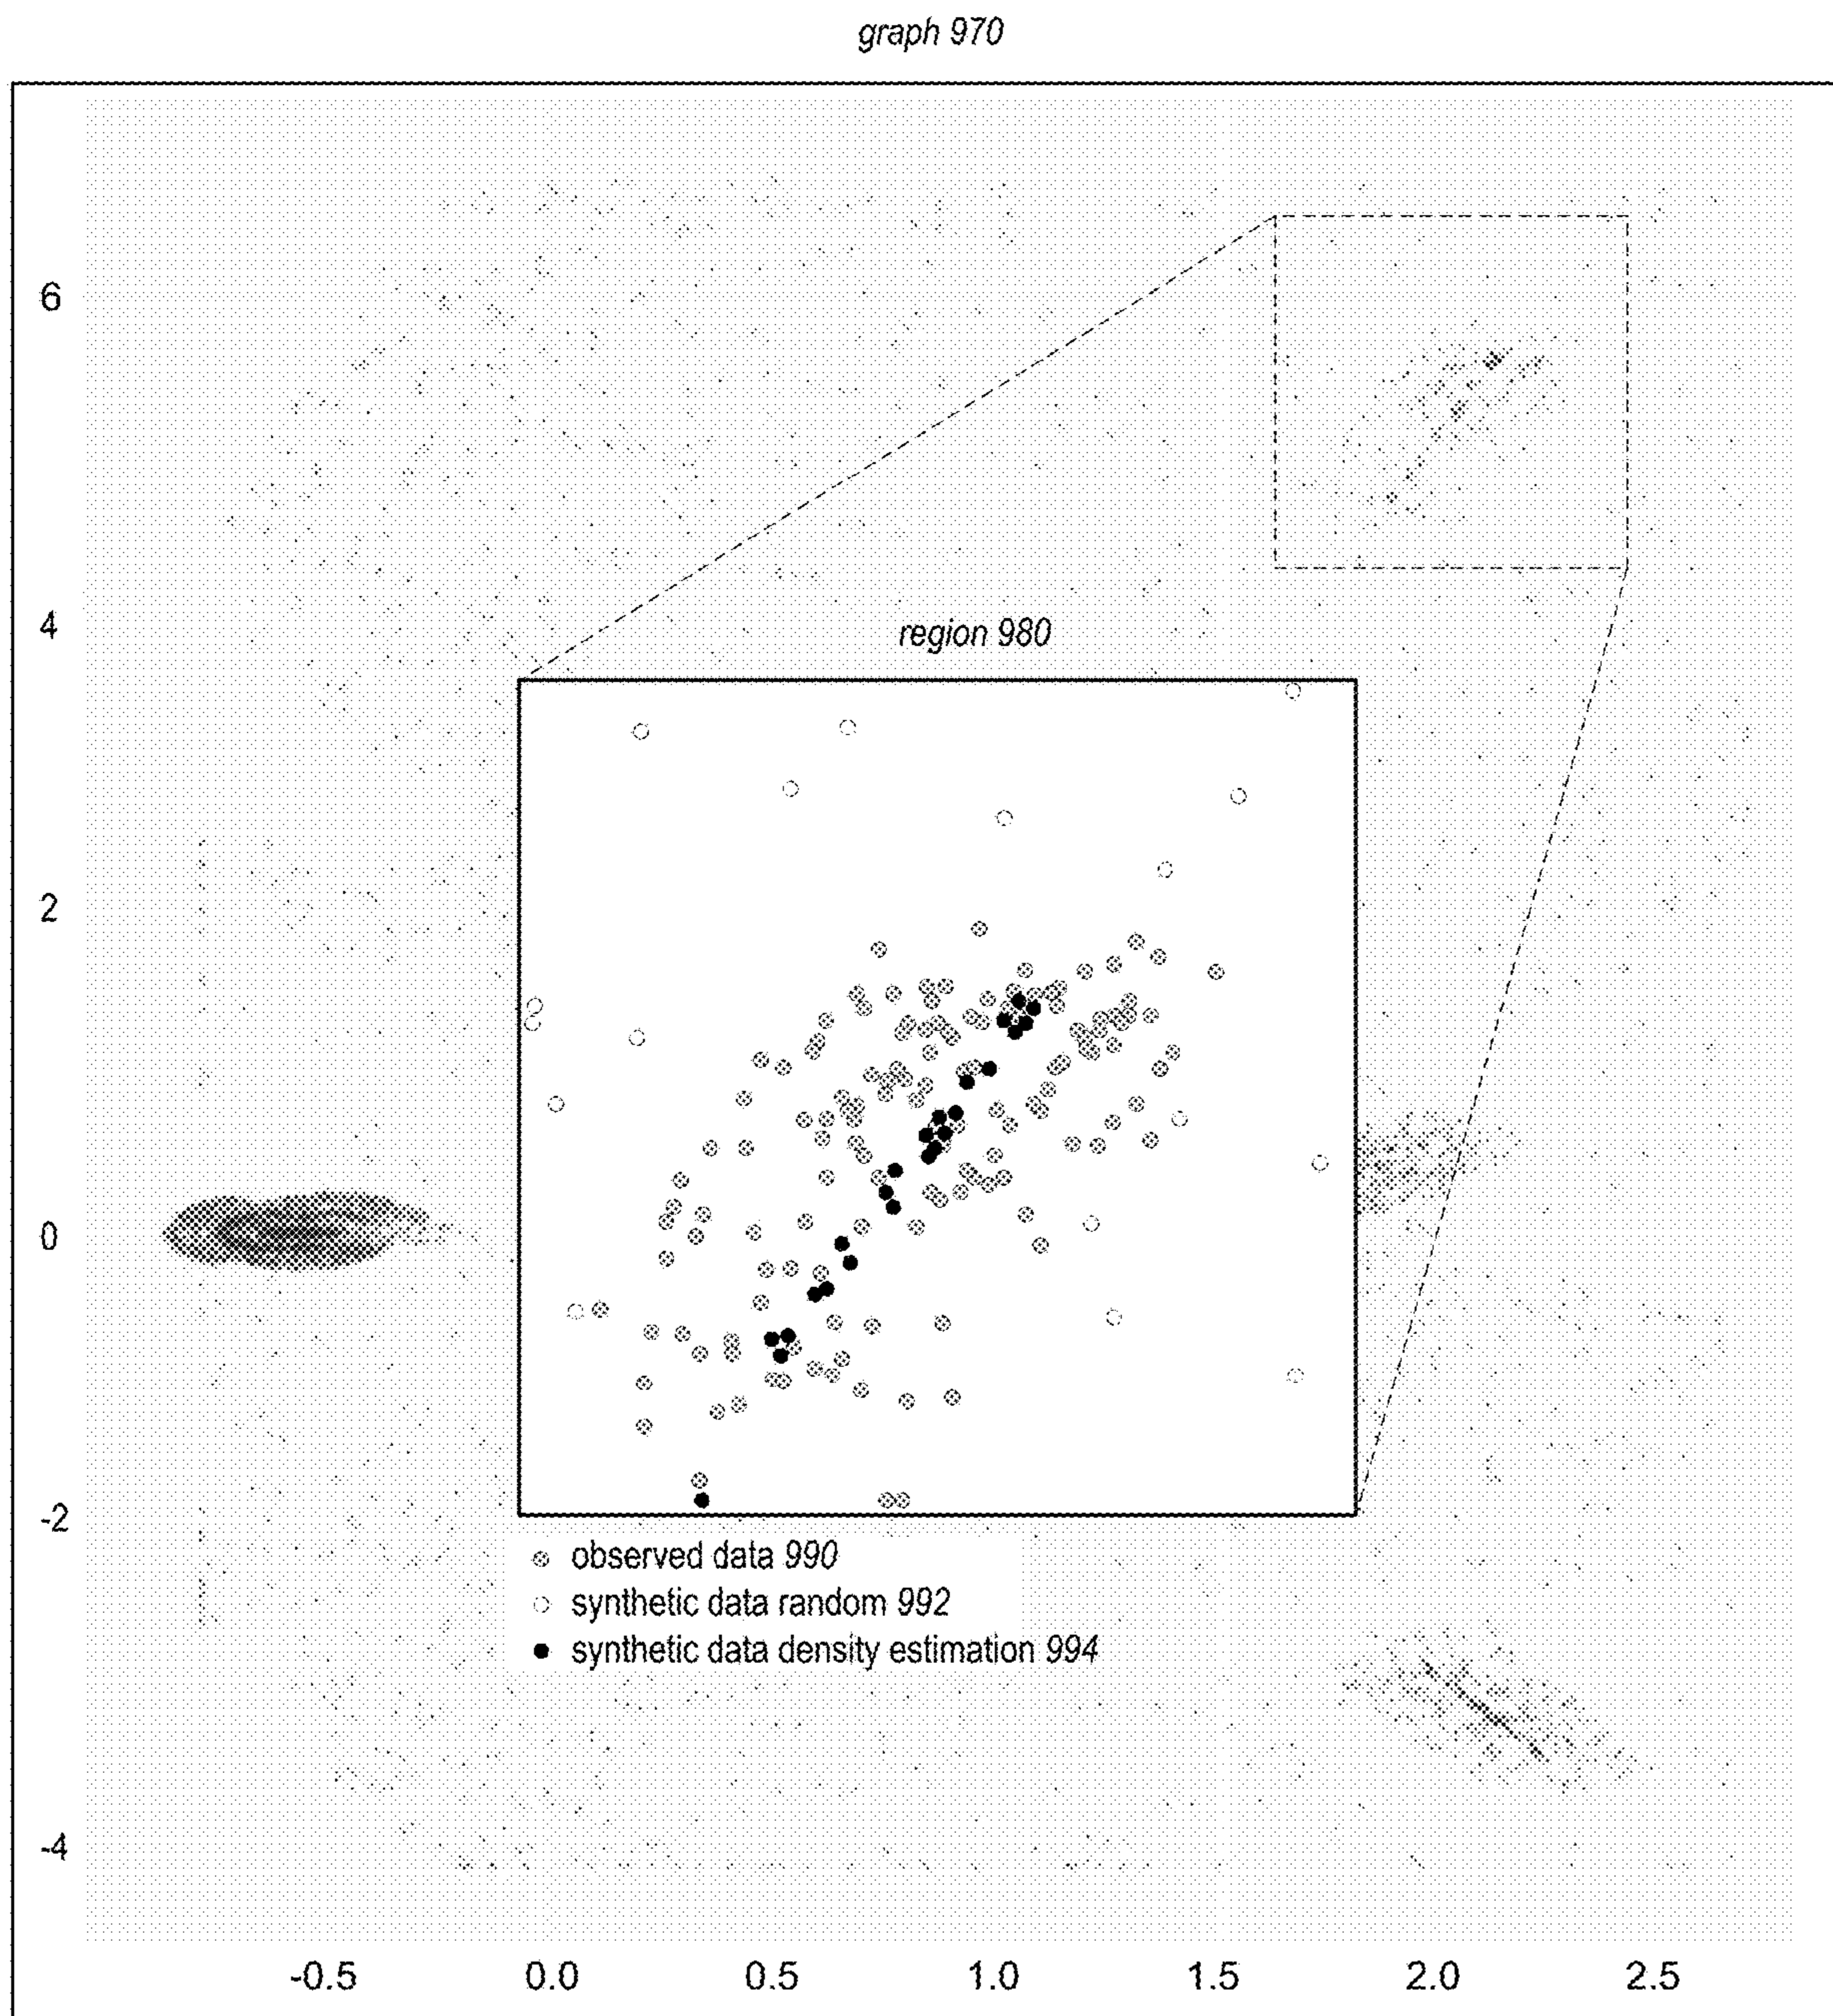 graph 970
6
4
region 980
2
0
-2
observed data 990
synthetic data random 992
synthetic data density estimation 994
-4
-0.5 0.0 0.5 1.0 1.5 2.0 2.5